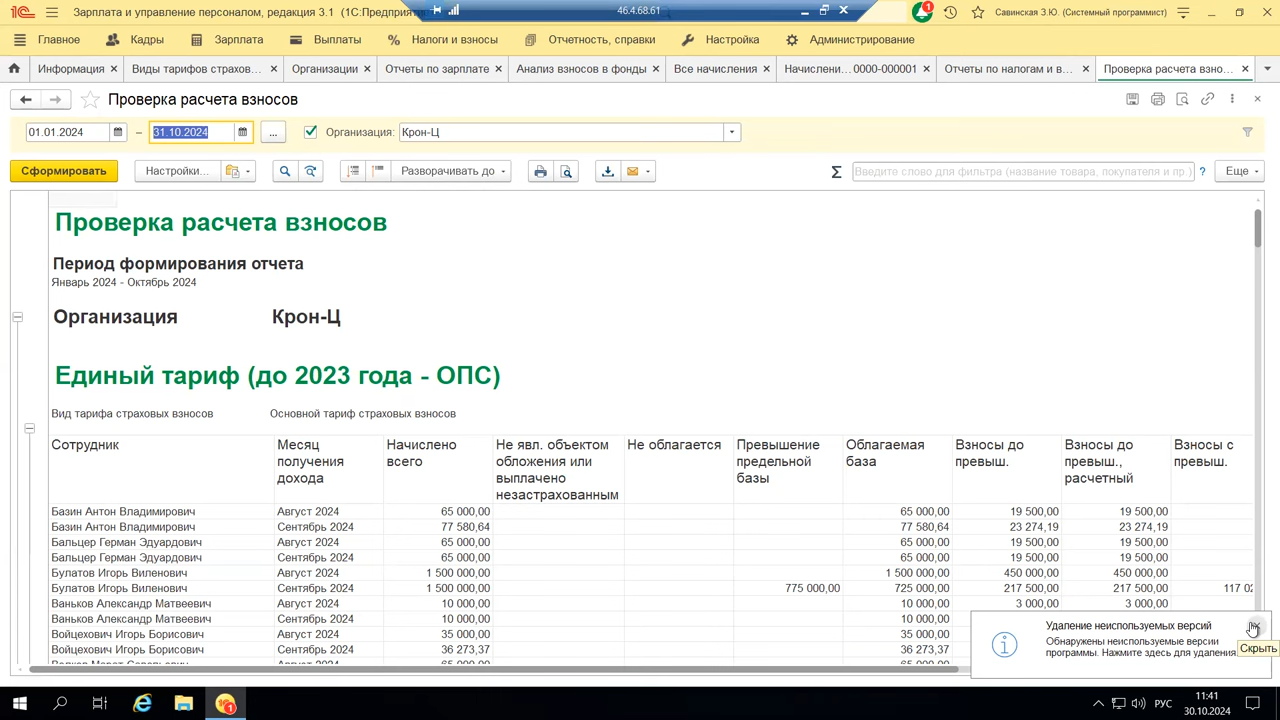 46.4.68.61
Зарплата и управление персоналом, редакция 3.1 (1С:Предприятие
Савинская З.Ю. (Системный программист)
1
Главное
Кадры
Зарплата
Выплаты
Налоги и взносы
Отчетность, справки
Настройка
Администрирование
Информация
Виды тарифов страхов...
Организации
Отчеты по зарплате
Анализ взносов в фонды
Все начисления
Начислени... 0000-000001
Отчеты по налогам и в...
Проверка расчета взно...
Проверка расчета взносов
01.01.2024 – 31.10.2024 ... Организация: Крон-Ц
Сформировать
Настройки...
Разворачивать до
Σ
Введите слово для фильтра (название товара, покупателя и пр.)
?
Еще
Проверка расчета взносов
Период формирования отчета
Январь 2024 - Октябрь 2024
Организация Крон-Ц
Единый тариф (до 2023 года - ОПС)
Вид тарифа страховых взносов Основной тариф страховых взносов
Сотрудник
Месяц получения дохода
Начислено всего
Не явл. объектом обложения или выплачено незастрахованным
Не облагается
Превышение предельной базы
Облагаемая база
Взносы до превыш.
Взносы до превыш., расчетный
Взносы с превыш.
Базин Антон Владимирович Август 2024 65 000,00 65 000,00 19 500,00 19 500,00
Базин Антон Владимирович Сентябрь 2024 77 580,64 77 580,64 23 274,19 23 274,19
Бальцер Герман Эдуардович Август 2024 65 000,00 65 000,00 19 500,00 19 500,00
Бальцер Герман Эдуардович Сентябрь 2024 65 000,00 65 000,00 19 500,00 19 500,00
Булатов Игорь Виленович Август 2024 1 500 000,00 1 500 000,00 450 000,00 450 000,00
Булатов Игорь Виленович Сентябрь 2024 1 500 000,00 775 000,00 725 000,00 217 500,00 217 500,00 117 02
Ваньков Александр Матвеевич Август 2024 10 000,00 10 000,00 3 000,00 3 000,00
Ваньков Александр Матвеевич Сентябрь 2024 10 000,00 10 000,00
Войцехович Игорь Борисович Август 2024 35 000,00 35 000,00
Войцехович Игорь Борисович Сентябрь 2024 36 273,37 36 273,37
Август 2024 65 000,00 65 000,00
Удаление неиспользуемых версий
Обнаружены неиспользуемые версии
программы. Нажмите здесь для удаления
Скрыть
1
РУС
11:41
30.10.2024